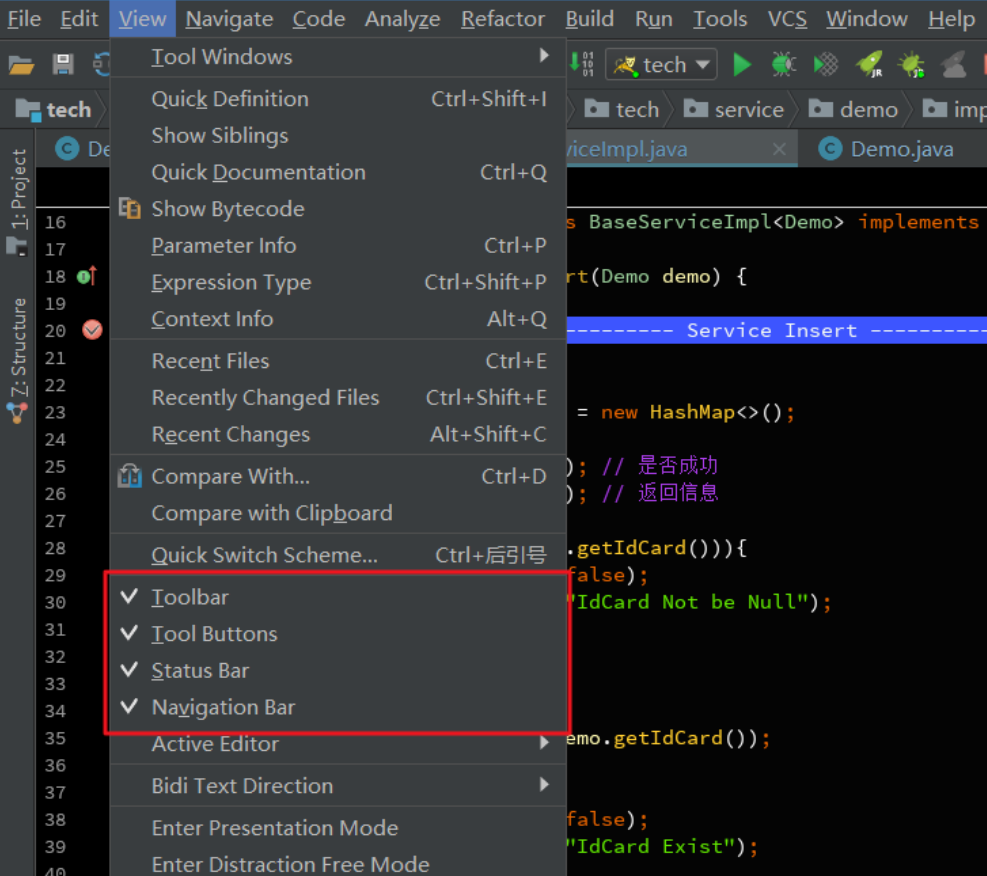 File Edit View Navigate Code Analyze Refactor Build Run Tools VCS Window Help
tech
JR
tech
tech service demo imp
De
viceImpl.java
Demo.java
1: Project
7: Structure
Tool Windows
Quick Definition Ctrl+Shift+I
Show Siblings
Quick Documentation Ctrl+Q
Show Bytecode
Parameter Info Ctrl+P
Expression Type Ctrl+Shift+P
Context Info Alt+Q
Recent Files Ctrl+E
Recently Changed Files Ctrl+Shift+E
Recent Changes Alt+Shift+C
Compare With... Ctrl+D
Compare with Clipboard
Quick Switch Scheme... Ctrl+后引号
Toolbar
Tool Buttons
Status Bar
Navigation Bar
Active Editor
Bidi Text Direction
Enter Presentation Mode
Enter Distraction Free Mode
16 s BaseServiceImpl<Demo> implements
17
18 rt(Demo demo) {
19
20 --------- Service Insert ----------
21
22
23 = new HashMap<>();
24
25 ); // 是否成功
26 ); // 返回信息
27
28 .getIdCard())){
29 false);
30 "IdCard Not be Null");
31
32
33
34
35 emo.getIdCard());
36
37
38 false);
39 "IdCard Exist");
40